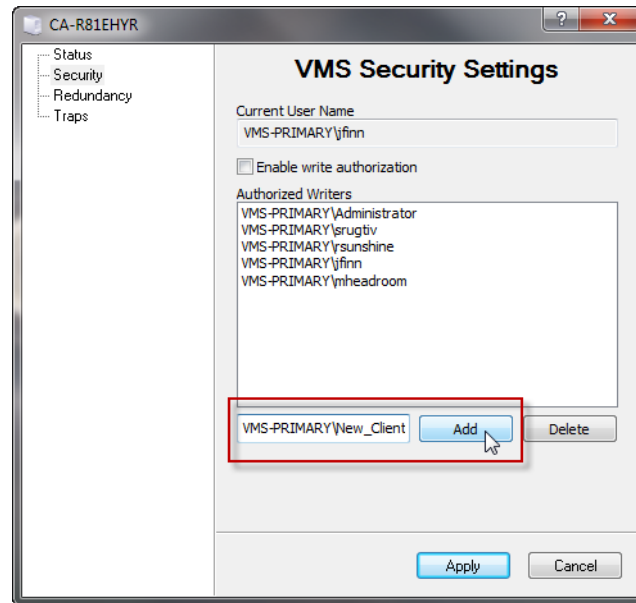 CA-R81EHYR
Status
Security
Redundancy
Traps
VMS Security Settings
Current User Name
VMS-PRIMARY\jfinn
Enable write authorization
Authorized Writers
VMS-PRIMARY\Administrator
VMS-PRIMARY\srugtiv
VMS-PRIMARY\rsunshine
VMS-PRIMARY\jfinn
VMS-PRIMARY\mheadroom
VMS-PRIMARY\New_Client Add Delete
Apply Cancel